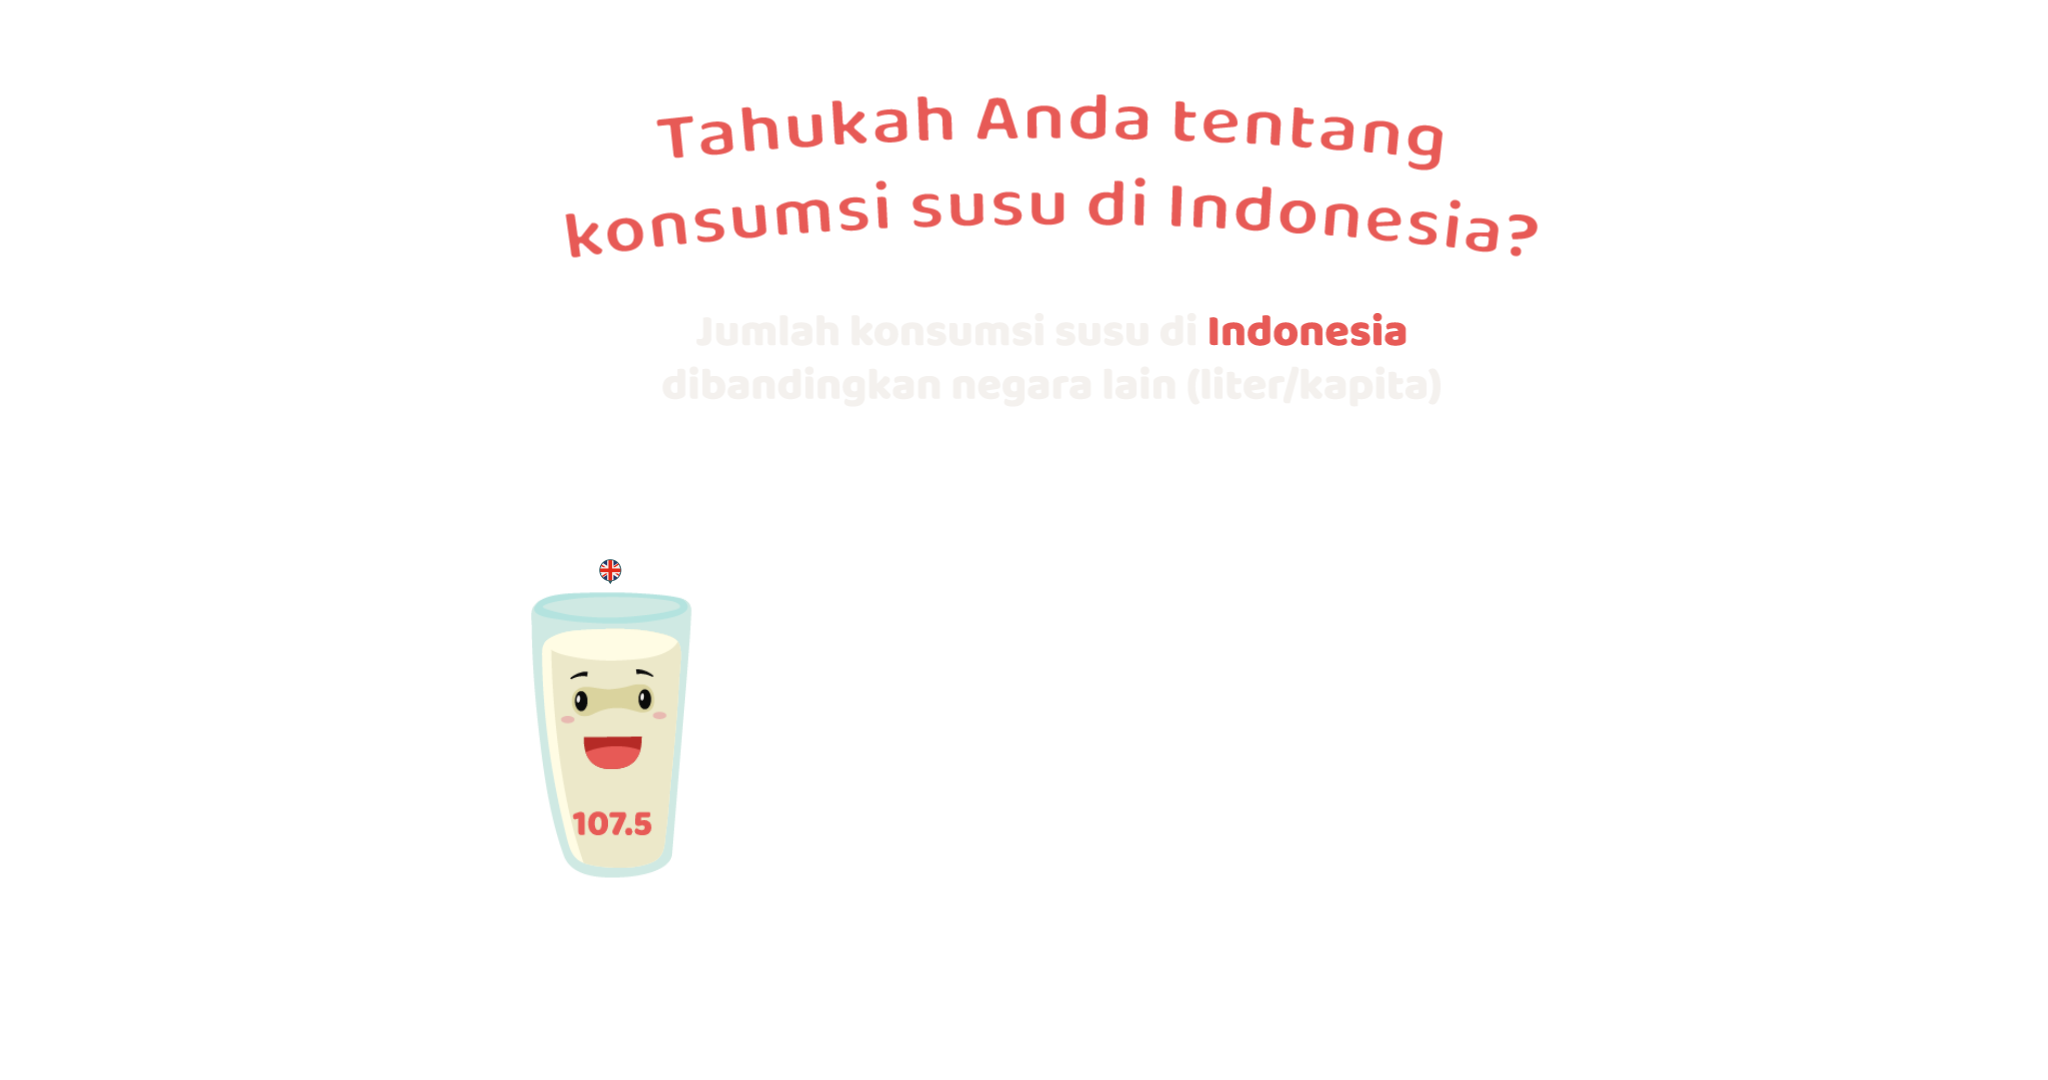 Tahukah Anda tentang
konsumsi susu di Indonesia?
Jumlah konsumsi susu di Indonesia
dibandingkan negara lain (liter/kapita)
107.5